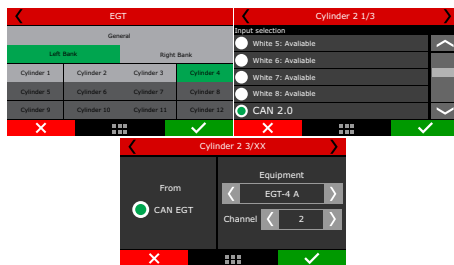 EGT
General
Left Bank Right Bank
Cylinder 1 Cylinder 2 Cylinder 3 Cylinder 4
Cylinder 5 Cylinder 6 Cylinder 7 Cylinder 8
Cylinder 9 Cylinder 10 Cylinder 11 Cylinder 12
Cylinder 2 1/3
Input selection
White 5: Avaliable
White 6: Avaliable
White 7: Avaliable
White 8: Avaliable
CAN 2.0
Cylinder 2 3/XX
From
CAN EGT
Equipment
EGT-4 A
Channel 2